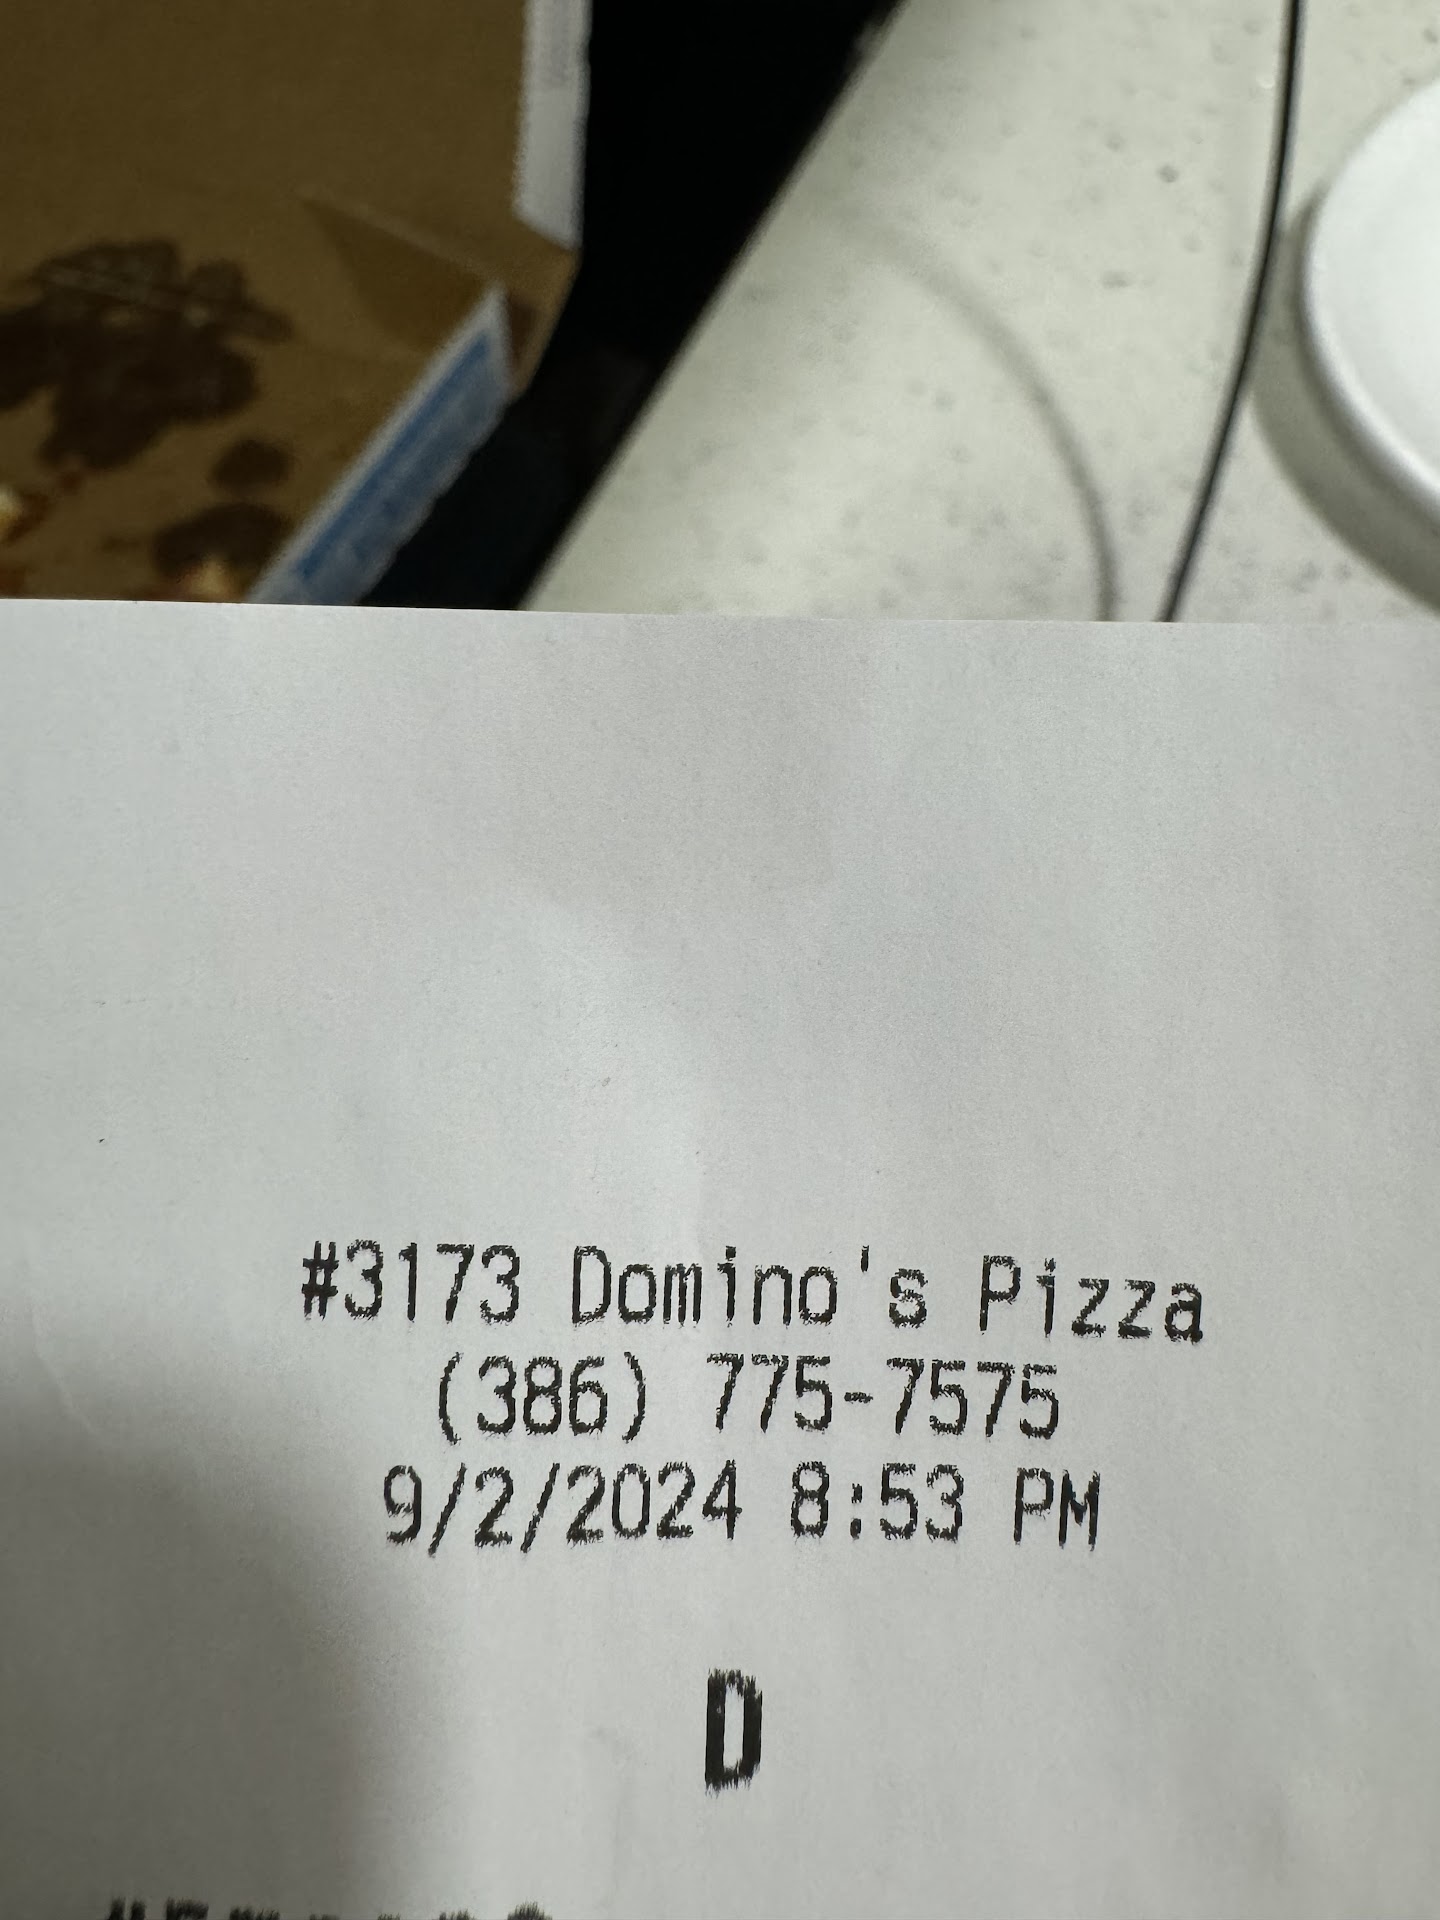 #3173 Domino's Pizza
(386) 775-7575
9/2/2024 8:53 PM
D